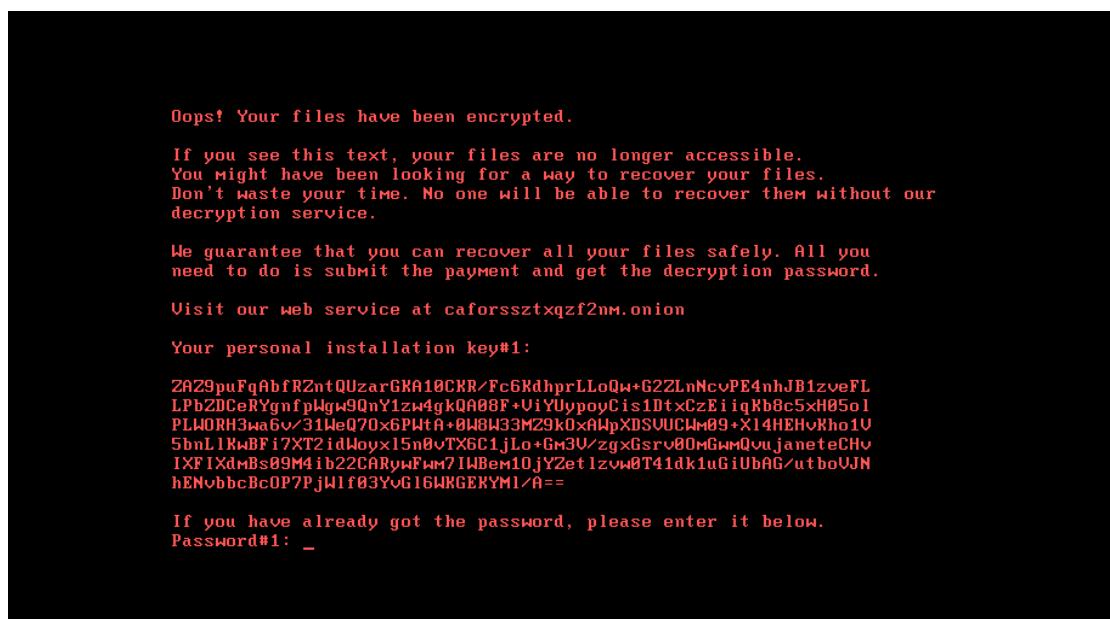 Oops! Your files have been encrypted.
If you see this text, your files are no longer accessible.
You might have been looking for a way to recover your files.
Don't waste your time. No one will be able to recover them without our
decryption service.
We guarantee that you can recover all your files safely. All you
need to do is submit the payment and get the decryption password.
Visit our web service at caforssztxqzf2nm.onion
Your personal installation key#1:
ZAZ9puFqAbfRZntQUzarGKA10CKR/Fc6KdhprLLoQw+G2ZLnNcvPE4nhJB1zveFL
LPbZDCeRYgnfpWgw9QnY1zw4gkQA08F+ViYUypoyCis1DtxCzEiiqKb8c5xH05ol
PLWORH3wa6v/31WeQ7Ox6PWtA+0W8W33MZ9kOxAWpXDSVUCWm09+Xl4HEHvKho1V
5bnLlKwBFi7XT2idWoyxl5n0vTX6C1jLo+Gm3V/zgxGsrv0OmGwmQvujaneteCHv
IXFIXdmBs09M4ib22CARywFwm7IWBem1OjYZetlzvw0T41dk1uGiUbAG/utboVJN
hENvbbcBcOP7PjWlf03YvGl6WKGEKYMl/A==
If you have already got the password, please enter it below.
Password#1: _